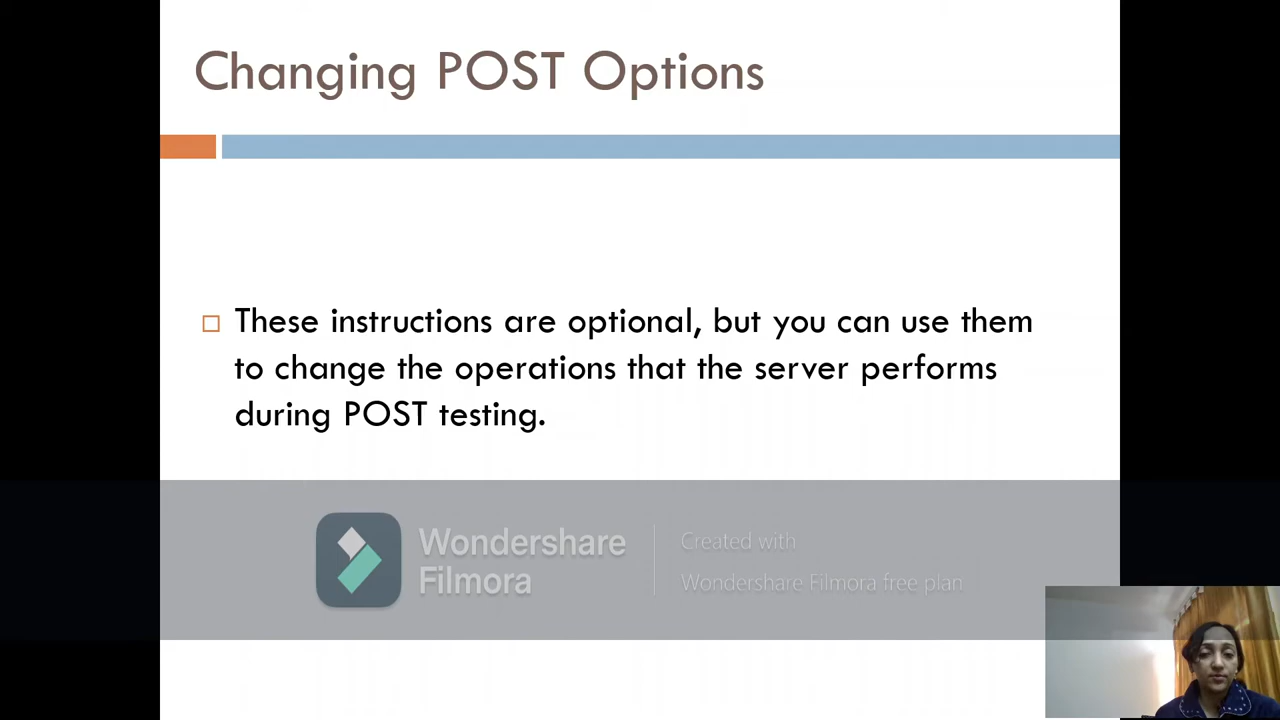 Changing POST Options
These instructions are optional, but you can use them
to change the operations that the server performs
during POST testing.
Wondershare
Filmora
Created with
Wondershare Filmora free plan